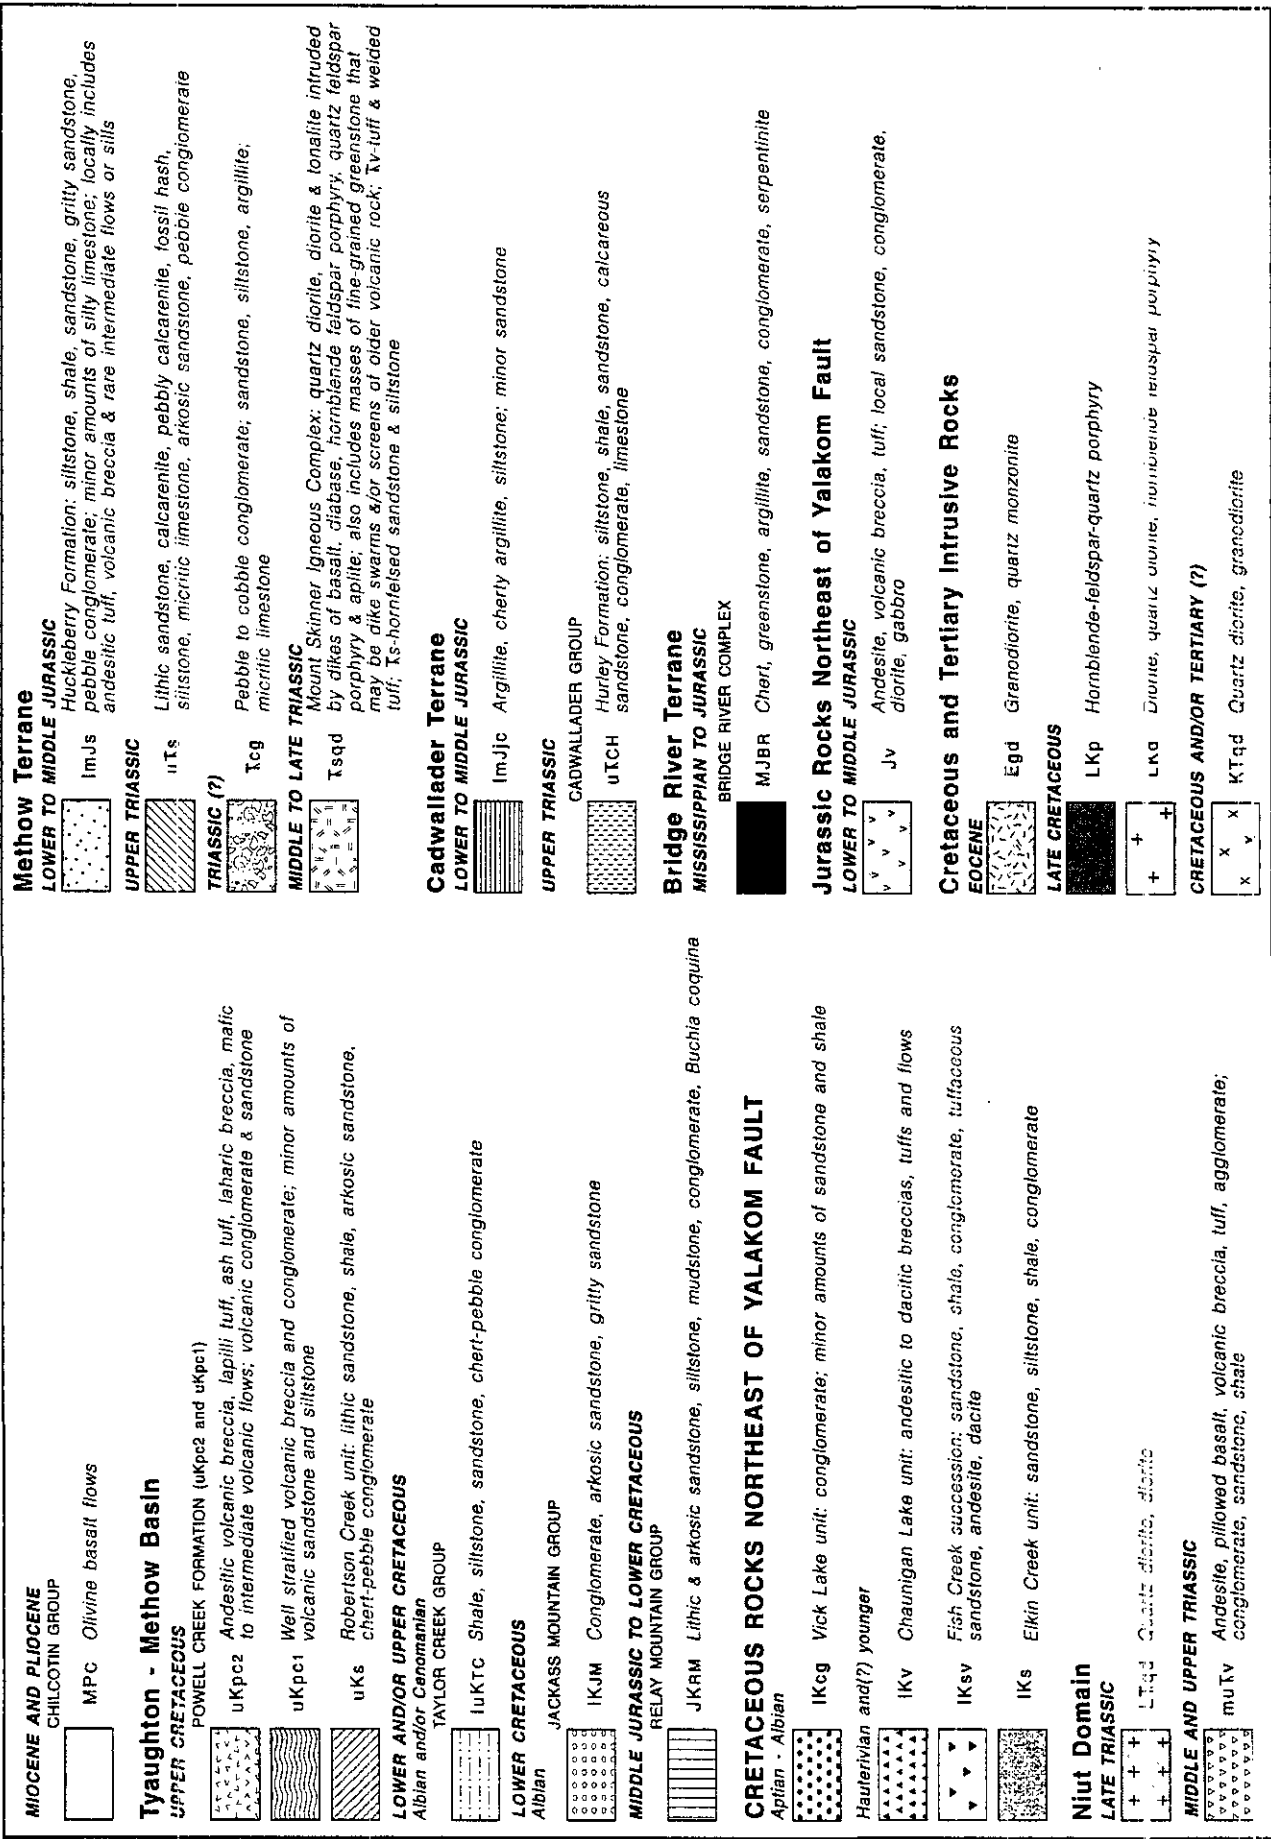 MIOCENE AND PLIOCENE
CHILCOTIN GROUP
MPC Olivine basalt flows
Tyaughton - Methow Basin
UPPER CRETACEOUS
POWELL CREEK FORMATION (uKpc2 and uKpc1)
uKpc2 Andesitic volcanic breccia, lapilli tuff, ash tuff, laharic breccia, mafic
to intermediate volcanic flows; volcanic conglomerate & sandstone
uKpc1 Well stratified volcanic breccia and conglomerate; minor amounts of
volcanic sandstone and siltstone
uKs Robertson Creek unit: lithic sandstone, shale, arkosic sandstone,
chert-pebble conglomerate
LOWER AND/OR UPPER CRETACEOUS
Albian and/or Cenomanian
TAYLOR CREEK GROUP
luKTC Shale, siltstone, sandstone, chert-pebble conglomerate
LOWER CRETACEOUS
Albian
JACKASS MOUNTAIN GROUP
lKJM Conglomerate, arkosic sandstone, gritty sandstone
MIDDLE JURASSIC TO LOWER CRETACEOUS
RELAY MOUNTAIN GROUP
JKRM Lithic & arkosic sandstone, siltstone, mudstone, conglomerate, Buchia coquina
CRETACEOUS ROCKS NORTHEAST OF YALAKOM FAULT
Aptian - Albian
lKcg Vick Lake unit: conglomerate; minor amounts of sandstone and shale
Hauterivian and(?) younger
lKv Chaunigan Lake unit: andesitic to dacitic breccias, tuffs and flows
lKsv Fish Creek succession: sandstone, shale, conglomerate, tuffaceous
sandstone, andesite, dacite
lKs Elkin Creek unit: sandstone, siltstone, shale, conglomerate
Niut Domain
LATE TRIASSIC
LTqd Quartz diorite, diorite
MIDDLE AND UPPER TRIASSIC
muTv Andesite, pillowed basalt, volcanic breccia, tuff, agglomerate;
conglomerate, sandstone, shale
Methow Terrane
LOWER TO MIDDLE JURASSIC
lmJs Huckleberry Formation: siltstone, shale, sandstone, gritty sandstone,
pebble conglomerate; minor amounts of silty limestone; locally includes
andesitic tuff, volcanic breccia & rare intermediate flows or sills
UPPER TRIASSIC
uTs Lithic sandstone, calcarenite, pebbly calcarenite, fossil hash,
siltstone, micritic limestone, arkosic sandstone, pebble conglomerate
TRIASSIC (?)
Tcg Pebble to cobble conglomerate; sandstone, siltstone, argillite;
micritic limestone
MIDDLE TO LATE TRIASSIC
Tsqd Mount Skinner Igneous Complex: quartz diorite, diorite & tonalite intruded
by dikes of basalt, diabase, hornblende feldspar porphyry, quartz feldspar
porphyry & aplite; also includes masses of fine-grained greenstone that
may be dike swarms &/or screens of older volcanic rock; Tv-tuff & welded
tuff; Ts-hornfelsed sandstone & siltstone
Cadwallader Terrane
LOWER TO MIDDLE JURASSIC
lmJjc Argillite, cherty argillite, siltstone; minor sandstone
UPPER TRIASSIC
CADWALLADER GROUP
uTCH Hurley Formation: siltstone, shale, sandstone, calcareous
sandstone, conglomerate, limestone
Bridge River Terrane
MISSISSIPPIAN TO JURASSIC
BRIDGE RIVER COMPLEX
MJBR Chert, greenstone, argillite, sandstone, conglomerate, serpentinite
Jurassic Rocks Northeast of Yalakom Fault
LOWER TO MIDDLE JURASSIC
Jv Andesite, volcanic breccia, tuff; local sandstone, conglomerate,
diorite, gabbro
Cretaceous and Tertiary Intrusive Rocks
EOCENE
Egd Granodiorite, quartz monzonite
LATE CRETACEOUS
LKp Hornblende-feldspar-quartz porphyry
LKd Diorite, quartz diorite, hornblende feldspar porphyry
CRETACEOUS AND/OR TERTIARY (?)
KTqd Quartz diorite, granodiorite